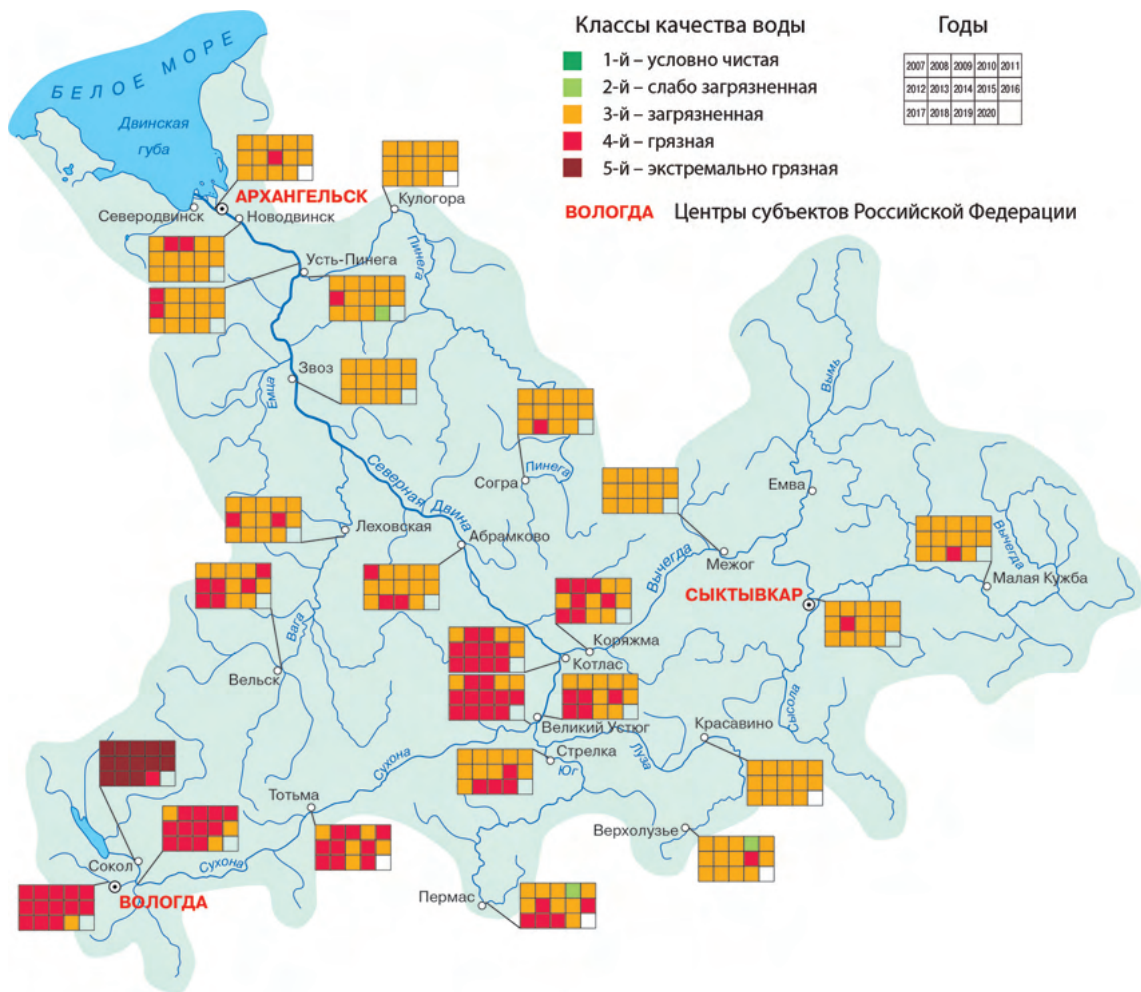 Классы качества воды
1-й – условно чистая
2-й – слабо загрязненная
3-й – загрязненная
4-й – грязная
5-й – экстремально грязная
Годы
2007 2008 2009 2010 2011
2012 2013 2014 2015 2016
2017 2018 2019 2020
ВОЛОГДА Центры субъектов Российской Федерации
БЕЛОЕ МОРЕ
Двинская
губа
АРХАНГЕЛЬСК
Северодвинск
Новодвинск
Кулогора
Пинега
Усть-Пинега
Звоз
Емца
Северная Двина
Согра
Пинега
Вымь
Емва
Леховская
Абрамково
Межог
Вычегда
Вычегда
Малая Кужба
СЫКТЫВКАР
Вага
Вельск
Коряжма
Котлас
Сысола
Великий Устюг
Красавино
Стрелка
Луза
Юг
Сухона
Тотьма
Верхолузье
Сокол
Сухона
ВОЛОГДА
Пермас